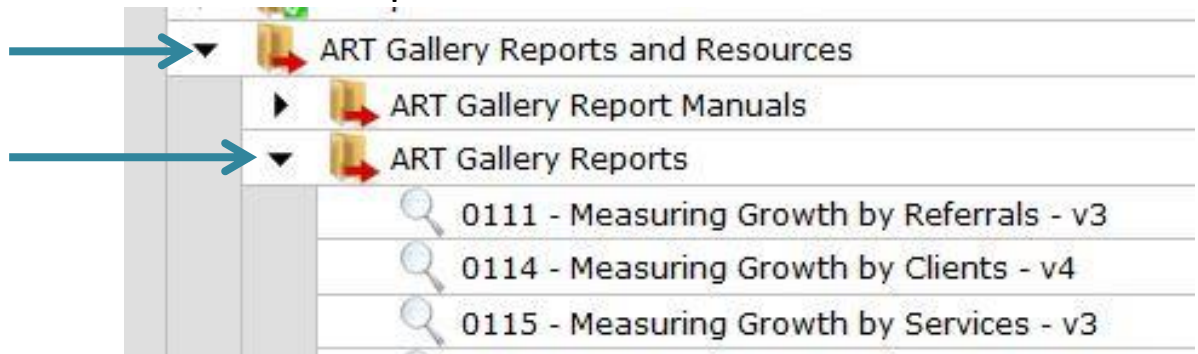 ART Gallery Reports and Resources
ART Gallery Report Manuals
ART Gallery Reports
0111 - Measuring Growth by Referrals - v3
0114 - Measuring Growth by Clients - v4
0115 - Measuring Growth by Services - v3